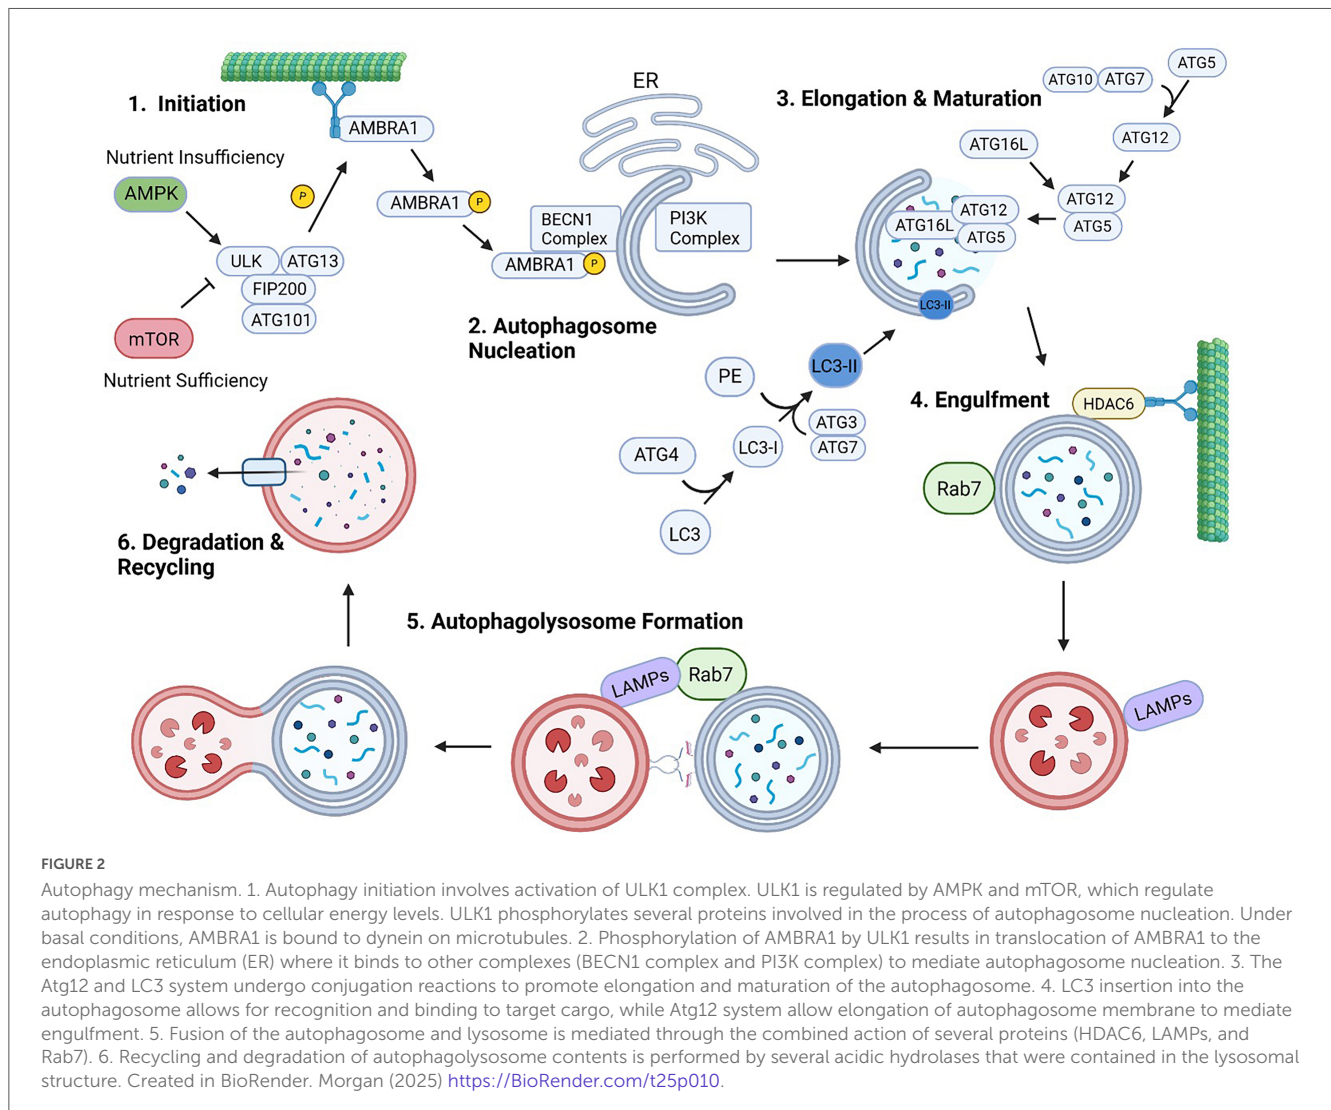 1. Initiation
Nutrient Insufficiency
AMPK
mTOR
Nutrient Sufficiency
ULK
ATG13
FIP200
ATG101
P
AMBRA1
AMBRA1
P
ER
BECN1
Complex
AMBRA1
P
PI3K
Complex
2. Autophagosome
Nucleation
3. Elongation & Maturation
ATG10
ATG7
ATG5
ATG12
ATG16L
ATG12
ATG5
ATG16L
ATG12
ATG5
LC3-II
LC3-II
PE
ATG3
ATG7
LC3-I
ATG4
LC3
4. Engulfment
HDAC6
Rab7
LAMPs
5. Autophagolysosome Formation
LAMPs
Rab7
6. Degradation &
Recycling
FIGURE 2
Autophagy mechanism. 1. Autophagy initiation involves activation of ULK1 complex. ULK1 is regulated by AMPK and mTOR, which regulate
autophagy in response to cellular energy levels. ULK1 phosphorylates several proteins involved in the process of autophagosome nucleation. Under
basal conditions, AMBRA1 is bound to dynein on microtubules. 2. Phosphorylation of AMBRA1 by ULK1 results in translocation of AMBRA1 to the
endoplasmic reticulum (ER) where it binds to other complexes (BECN1 complex and PI3K complex) to mediate autophagosome nucleation. 3. The
Atg12 and LC3 system undergo conjugation reactions to promote elongation and maturation of the autophagosome. 4. LC3 insertion into the
autophagosome allows for recognition and binding to target cargo, while Atg12 system allow elongation of autophagosome membrane to mediate
engulfment. 5. Fusion of the autophagosome and lysosome is mediated through the combined action of several proteins (HDAC6, LAMPs, and
Rab7). 6. Recycling and degradation of autophagolysosome contents is performed by several acidic hydrolases that were contained in the lysosomal
structure. Created in BioRender. Morgan (2025) https://BioRender.com/t25p010.